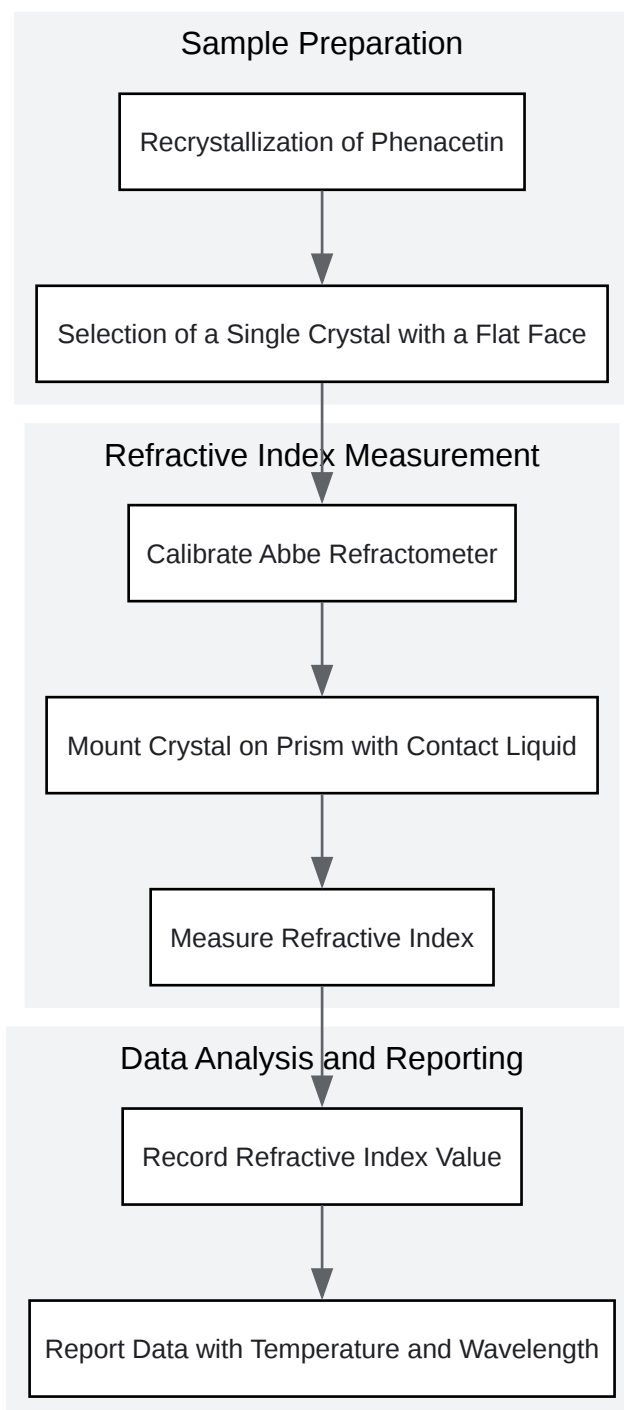 Sample Preparation
Recrystallization of Phenacetin
Selection of a Single Crystal with a Flat Face
Refractive Index Measurement
Calibrate Abbe Refractometer
Mount Crystal on Prism with Contact Liquid
Measure Refractive Index
Data Analysis and Reporting
Record Refractive Index Value
Report Data with Temperature and Wavelength